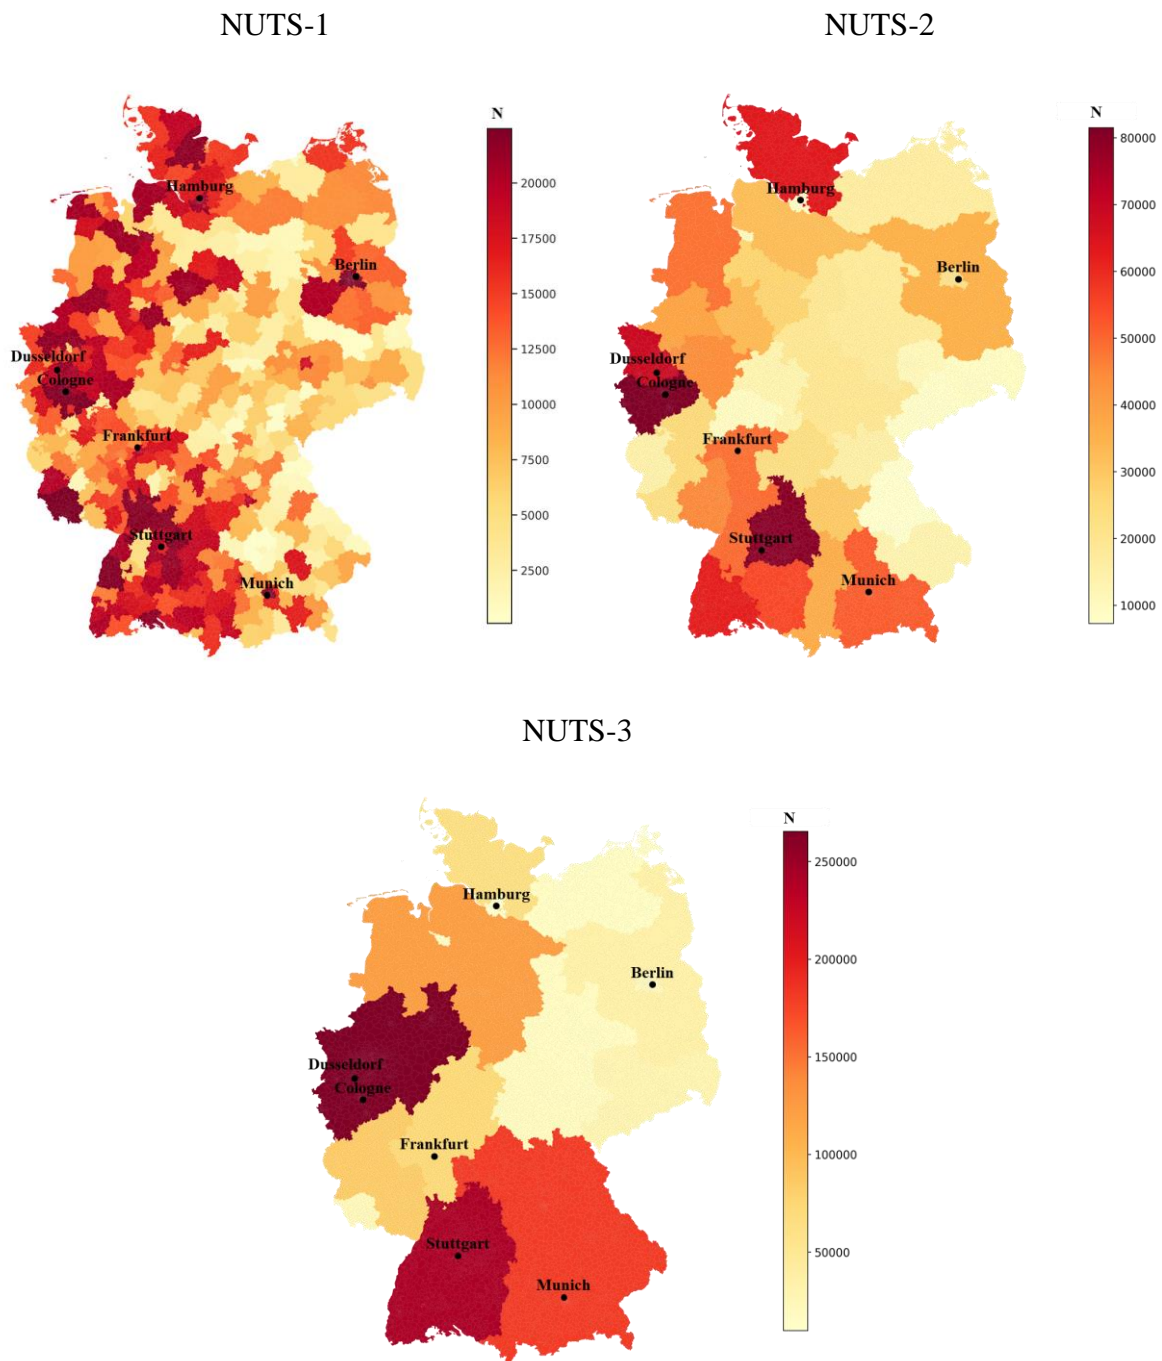 NUTS-1
NUTS-2
N
20000
17500
15000
12500
10000
7500
5000
2500
Hamburg
Berlin
Dusseldorf
Cologne
Frankfurt
Stuttgart
Munich
N
80000
70000
60000
50000
40000
30000
20000
10000
Hamburg
Berlin
Dusseldorf
Cologne
Frankfurt
Stuttgart
Munich
NUTS-3
N
250000
200000
150000
100000
50000
Hamburg
Berlin
Dusseldorf
Cologne
Frankfurt
Stuttgart
Munich